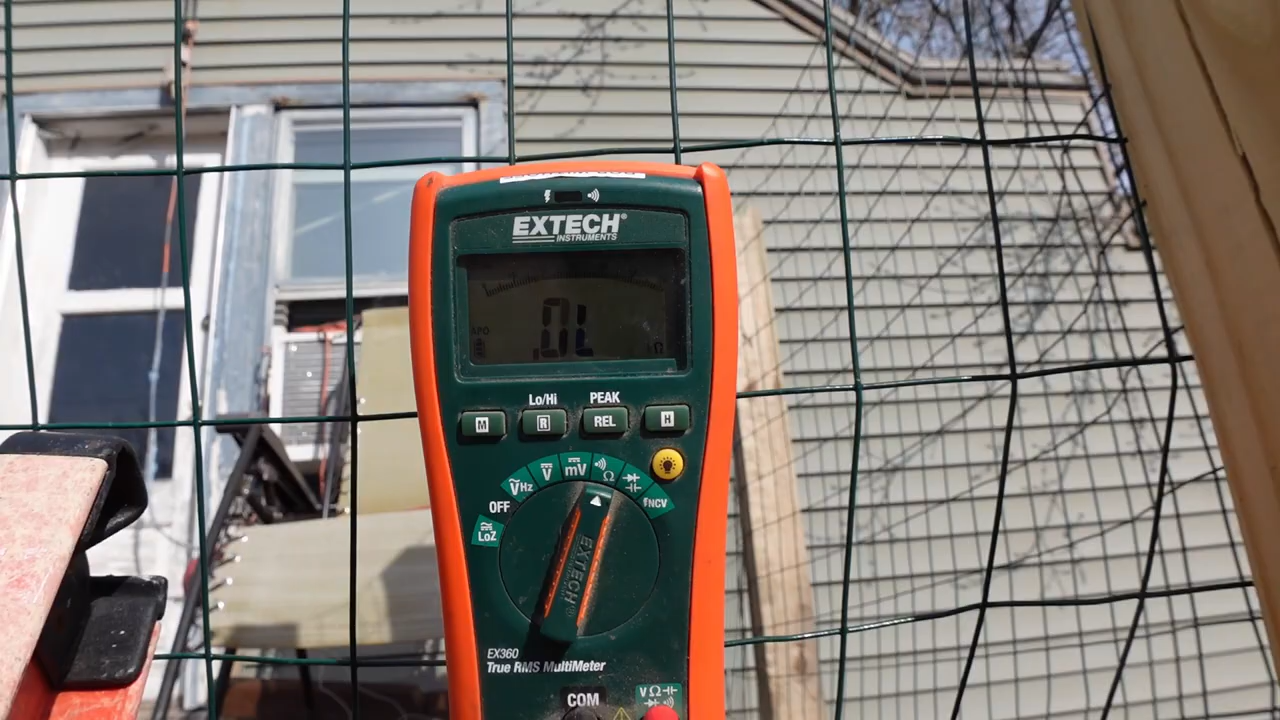 EXTECH®
INSTRUMENTS
.0L
APO
Ω
Lo/Hi PEAK
M R REL H
ṼHz V mV Ω
OFF NCV
LoZ
EXTECH
EX360
True RMS MultiMeter
COM VΩ